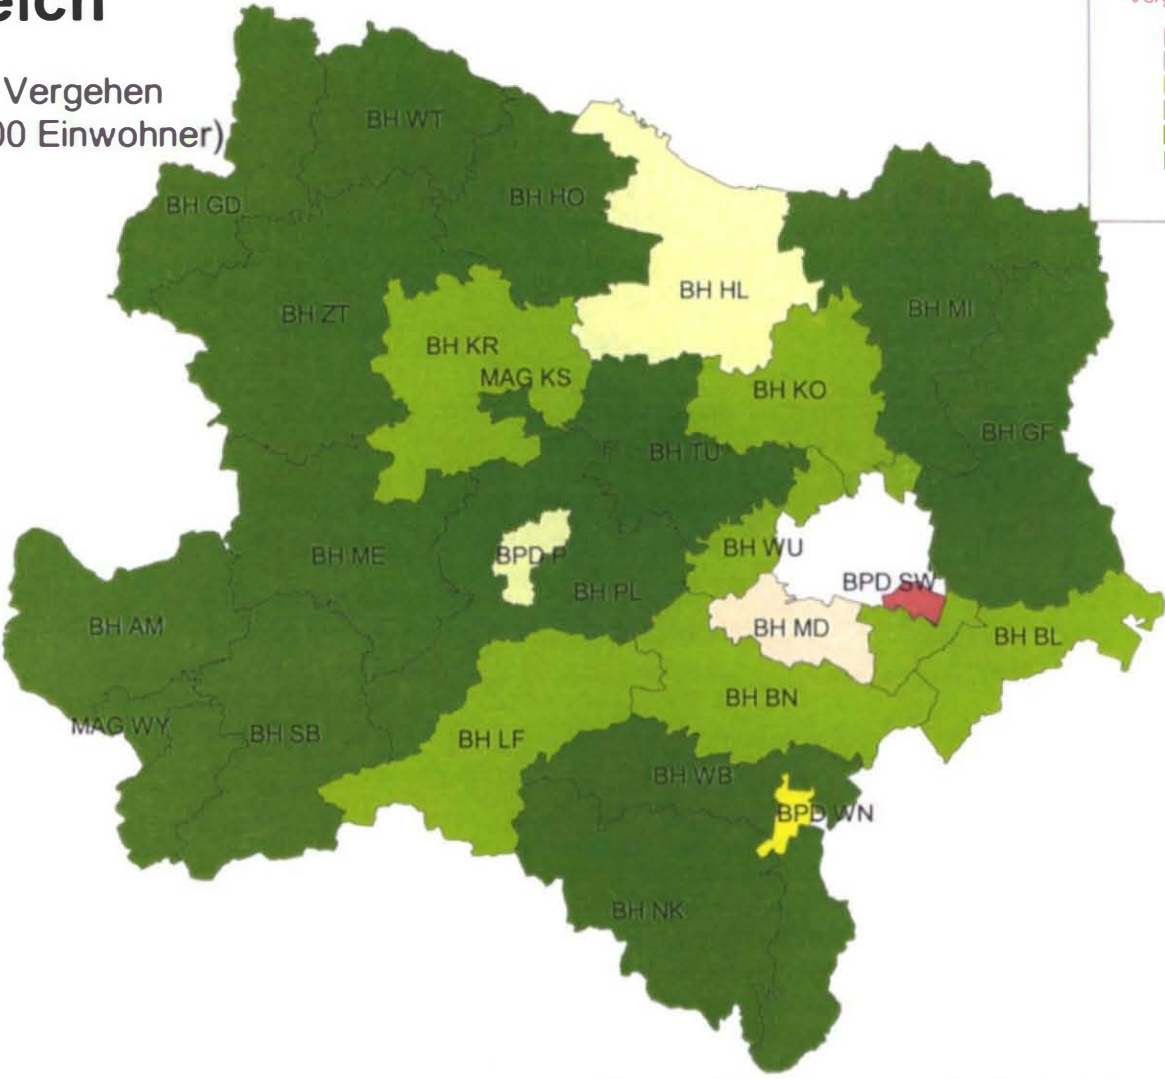 eich
Vergehen
00 Einwohner)
BH WT
BH GD
BH HO
BH HL
BH MI
BH ZT
BH KR
MAG KS
BH KO
BH GF
BH TU
BH WU
BH ME
BPD P
BPD SW
BH PL
BH AM
BH MD
BH BL
BH BN
MAG WY
BH SB
BH LF
BH WB
BPD WN
BH NK